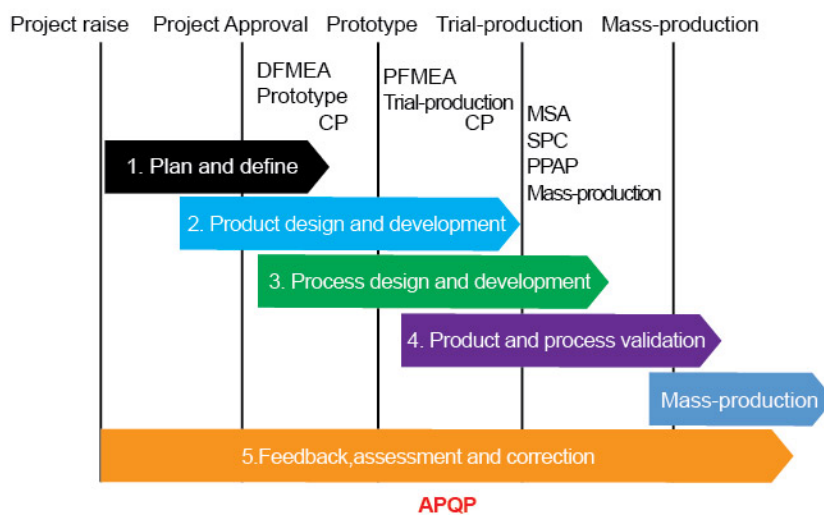 Project raise
Project Approval
Prototype
Trial-production
Mass-production
DFMEA
Prototype
CP
PFMEA
Trial-production
CP
MSA
SPC
PPAP
Mass-production
1. Plan and define
2. Product design and development
3. Process design and development
4. Product and process validation
Mass-production
5.Feedback,assessment and correction
APQP